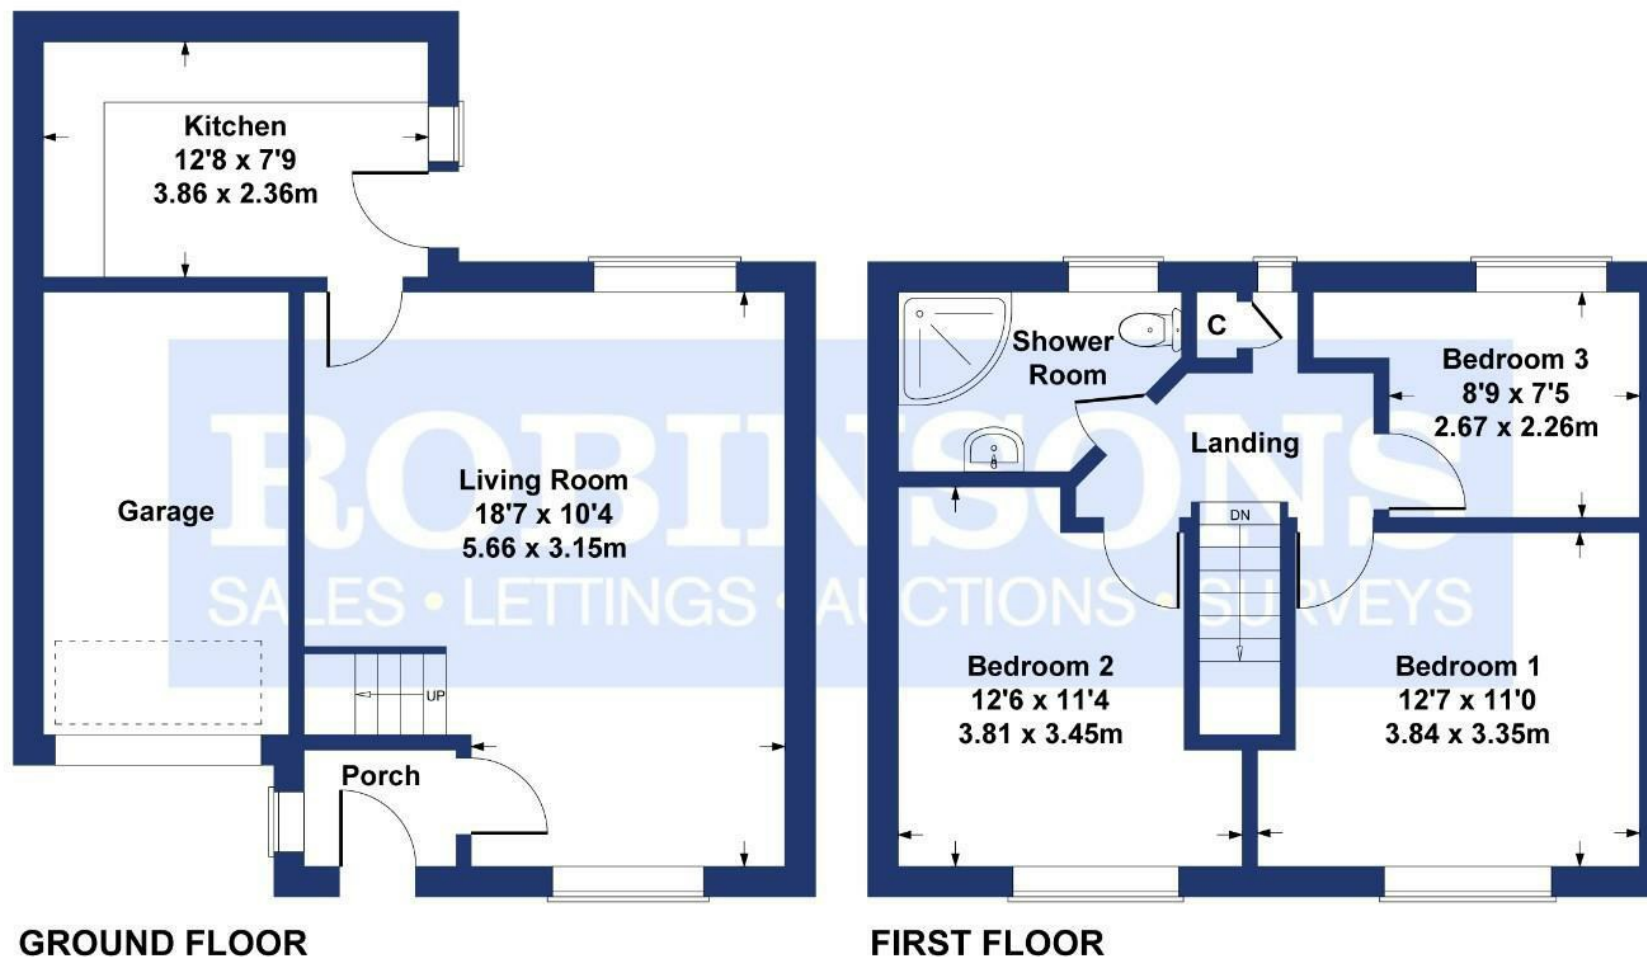 Kitchen
12'8 x 7'9
3.86 x 2.36m
Garage
Living Room
18'7 x 10'4
5.66 x 3.15m
UP
Porch
GROUND FLOOR
Shower
Room
C
Bedroom 3
8'9 x 7'5
2.67 x 2.26m
Landing
DN
Bedroom 2
12'6 x 11'4
3.81 x 3.45m
Bedroom 1
12'7 x 11'0
3.84 x 3.35m
FIRST FLOOR
ROBINSONS
SALES • LETTINGS • AUCTIONS • SURVEYS